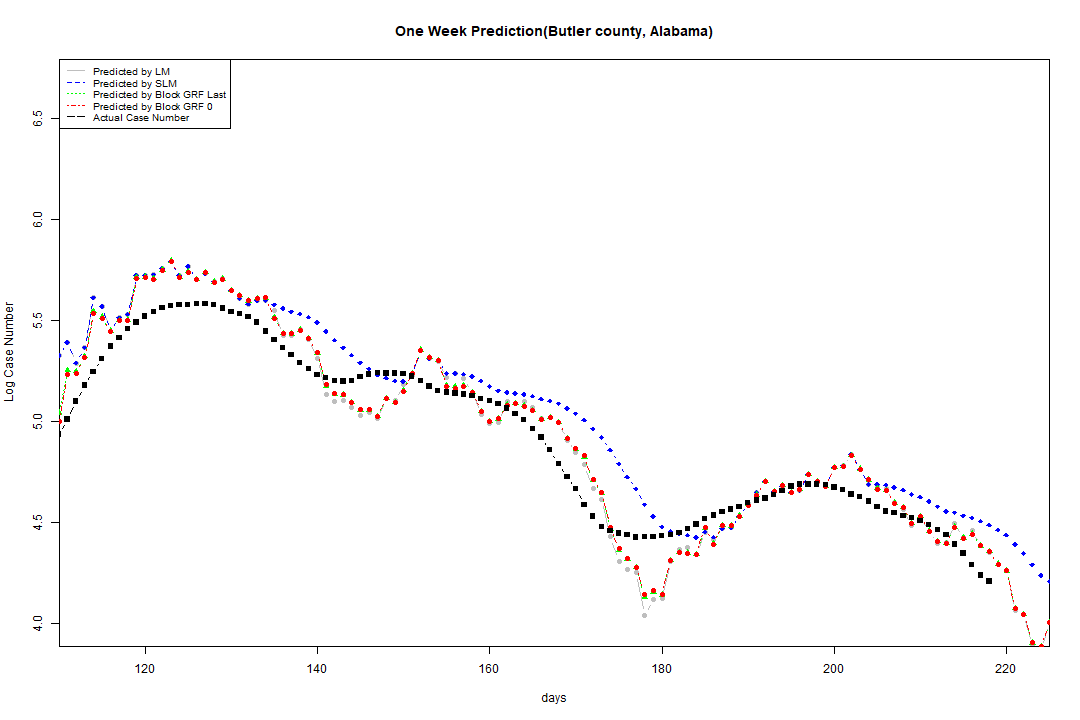 One Week Prediction(Butler county, Alabama)
Predicted by LM
Predicted by SLM
Predicted by Block GRF Last
Predicted by Block GRF 0
Actual Case Number
Log Case Number
6.5
6.0
5.5
5.0
4.5
4.0
120 140 160 180 200 220
days